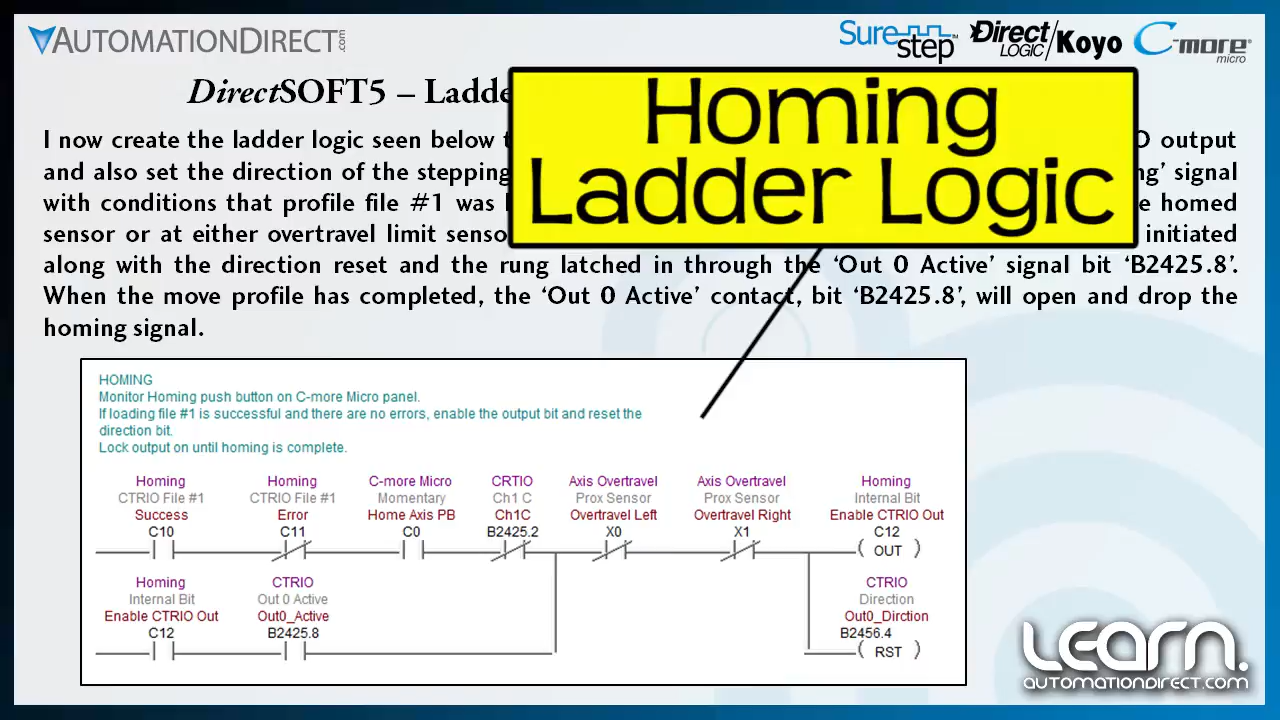 AUTOMATIONDIRECT.com
Sure step™
Direct LOGIC/Koyo
C-more micro
DirectSOFT5 – Ladde
Homing
Ladder Logic
I now create the ladder logic seen below O output
and also set the direction of the stepping ng’ signal
with conditions that profile file #1 was e homed
sensor or at either overtravel limit senso initiated
along with the direction reset and the rung latched in through the ‘Out 0 Active’ signal bit ‘B2425.8’.
When the move profile has completed, the ‘Out 0 Active’ contact, bit ‘B2425.8’, will open and drop the
homing signal.
HOMING
Monitor Homing push button on C-more Micro panel.
If loading file #1 is successful and there are no errors, enable the output bit and reset the
direction bit.
Lock output on until homing is complete.
Homing Homing C-more Micro CRTIO Axis Overtravel Axis Overtravel Homing
CTRIO File #1 CTRIO File #1 Momentary Ch1 C Prox Sensor Prox Sensor Internal Bit
Success Error Home Axis PB Ch1C Overtravel Left Overtravel Right Enable CTRIO Out
C10 C11 C0 B2425.2 X0 X1 C12
( OUT )
Homing CTRIO CTRIO
Internal Bit Out 0 Active Direction
Enable CTRIO Out Out0_Active Out0_Dirction
C12 B2425.8 B2456.4
( RST )
LEARN.
automationdirect.com